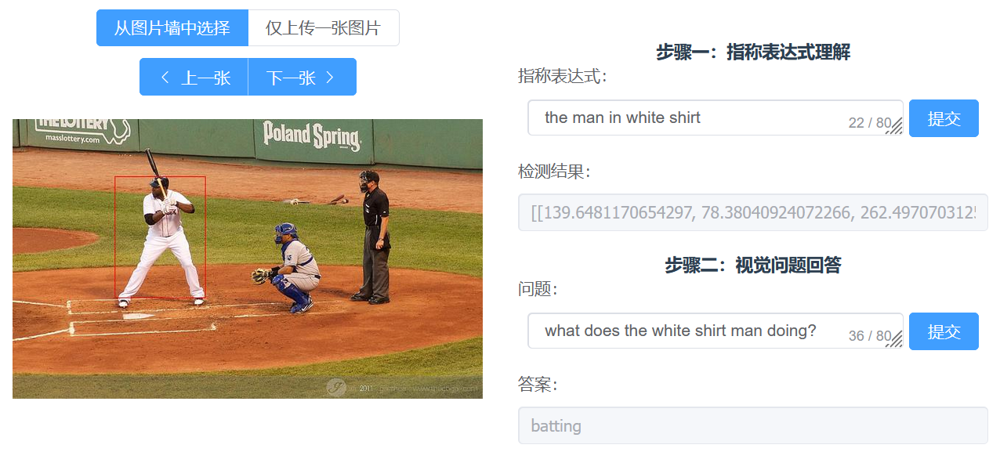 从图片墙中选择
仅上传一张图片
上一张
下一张
THE LOTTERY
masslottery.com
Poland Spring
2011
步骤一：指称表达式理解
指称表达式：
the man in white shirt
22 / 80
提交
检测结果：
[[139.6481170654297, 78.38040924072266, 262.4970703125
步骤二：视觉问题回答
问题：
what does the white shirt man doing?
36 / 80
提交
答案：
batting